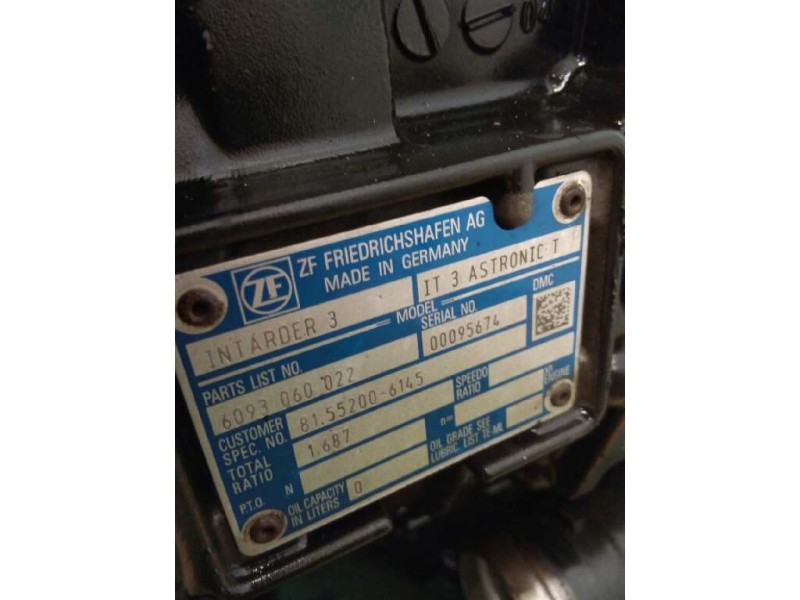 ZF
ZF FRIEDRICHSHAFEN AG
MADE IN GERMANY
INTARDER 3 MODEL IT 3 ASTRONIC T
PARTS LIST NO. SERIAL NO. DMC
6093 060 022 00095674
CUSTOMER SPEC. NO. 81.55200-6145 SPEEDO RATIO
TOTAL RATIO 1.687 n= ENGINE
P.T.O. N OIL GRADE SEE
LUBRIC. LIST TE-ML
OIL CAPACITY IN LITERS 0